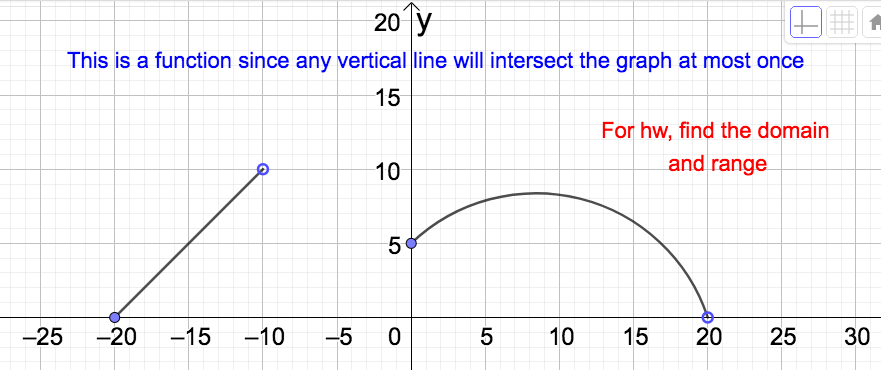 20 y
This is a function since any vertical line will intersect the graph at most once
15
For hw, find the domain
and range
10
5
–25 –20 –15 –10 –5 0 5 10 15 20 25 30